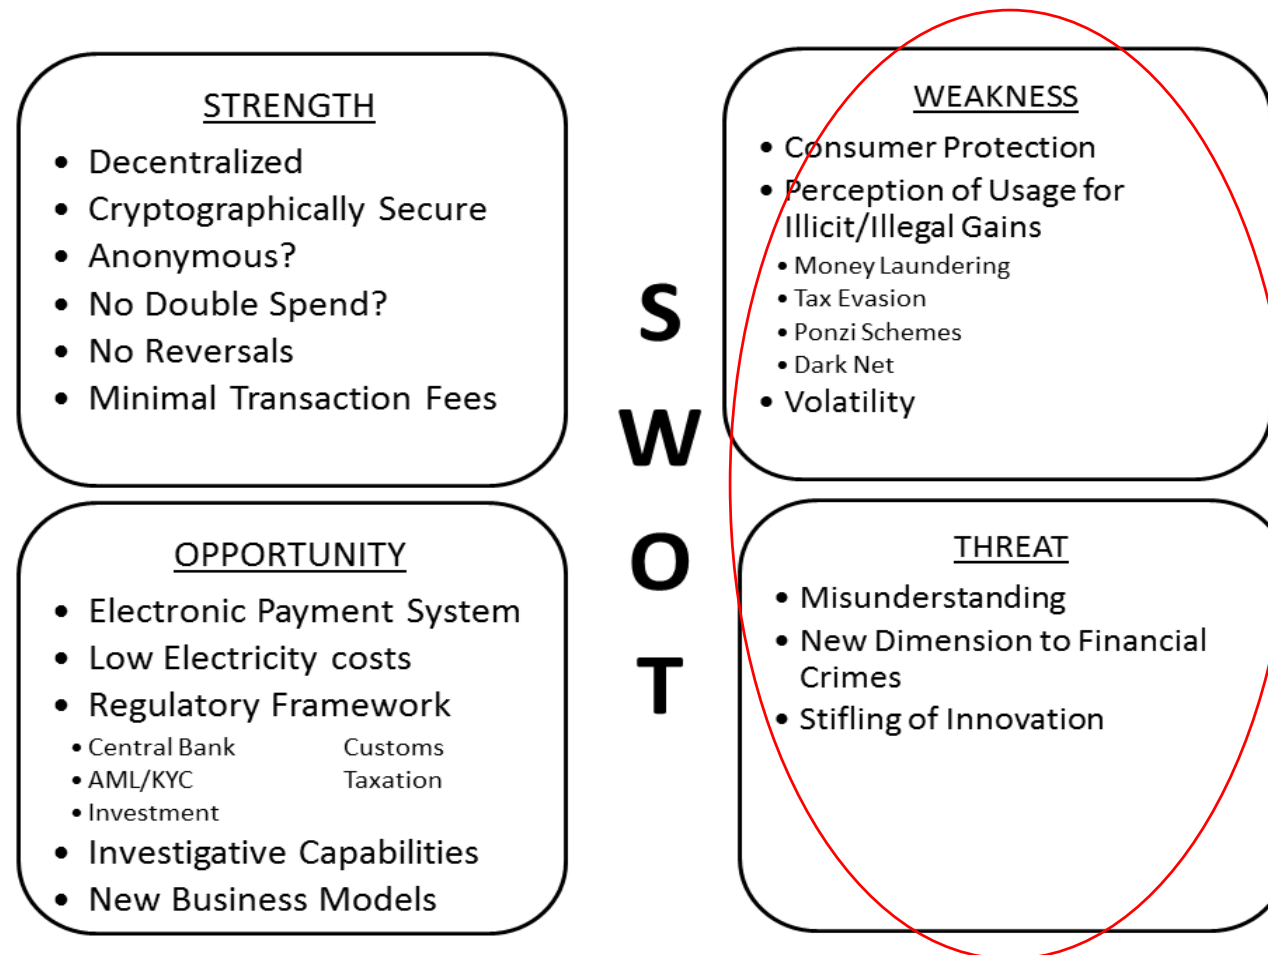 STRENGTH
• Decentralized
• Cryptographically Secure
• Anonymous?
• No Double Spend?
• No Reversals
• Minimal Transaction Fees
WEAKNESS
• Consumer Protection
• Perception of Usage for
Illicit/Illegal Gains
• Money Laundering
• Tax Evasion
• Ponzi Schemes
• Dark Net
• Volatility
S
W
O
T
OPPORTUNITY
• Electronic Payment System
• Low Electricity costs
• Regulatory Framework
• Central Bank Customs
• AML/KYC Taxation
• Investment
• Investigative Capabilities
• New Business Models
THREAT
• Misunderstanding
• New Dimension to Financial
Crimes
• Stifling of Innovation